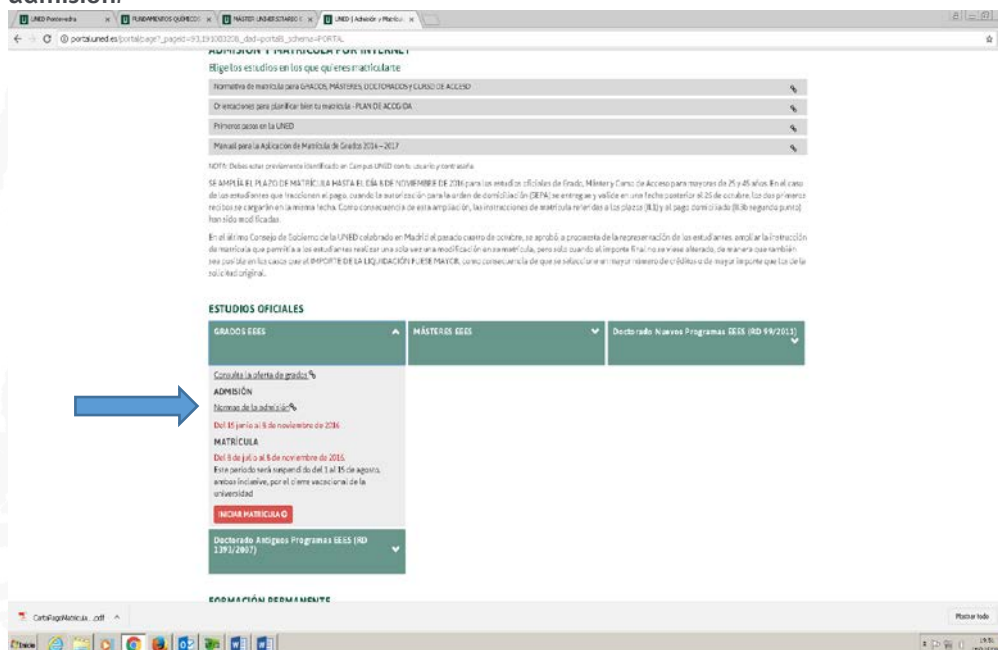 admisión/
UNED Pontevedra
FUNDAMENTOS QUÍMICOS
MÁSTER UNIVERSITARIO
UNED | Admisión y Matrícu
ADMISIÓN Y MATRÍCULA POR INTERNET
Elige los estudios en los que quieres matricularte
Normativa de matrícula para GRADOS, MÁSTERES, DOCTORADOS y CURSO DE ACCESO
Orientaciones para planificar bien tu matrícula - PLAN DE ACOGIDA
Primeros pasos en la UNED
Manual para la Aplicación de Matrícula de Grados 2016 – 2017
NOTA: Debes estar previamente identificado en Campus UNED con tu usuario y contraseña
SE AMPLÍA EL PLAZO DE MATRÍCULA HASTA EL DÍA 8 DE NOVIEMBRE DE 2016 para los estudios oficiales de Grado, Máster y Curso de Acceso para mayores de 25 y 45 años. En el caso
de los estudiantes que fraccionen el pago, cuando la autorización para la orden de domiciliación (SEPA) se entregue y valide en una fecha posterior al 25 de octubre, los dos primeros
recibos se cargarán en la misma fecha. Como consecuencia de esta ampliación, las instrucciones de matrícula referidas a los plazos (8.1) y al pago domiciliado (8.3b segundo punto)
han sido modificadas.
En el último Consejo de Gobierno de la UNED celebrado en Madrid el pasado cuatro de octubre, se aprobó a propuesta de la representación de los estudiantes, ampliar la instrucción
de matrícula que permitía a los estudiantes realizar una sola vez una modificación en su matrícula, pero solo cuando el importe final no se viese alterado, de manera que también
sea posible en los casos que el IMPORTE DE LA LIQUIDACIÓN FUESE MAYOR, como consecuencia de que se seleccione un mayor número de créditos o de mayor importe que los de la
solicitud original.
ESTUDIOS OFICIALES
GRADOS EEES
MÁSTERES EEES
Doctorado Nuevos Programas EEES (RD 99/2011)
Consulta la oferta de grados
ADMISIÓN
Normas de la admisión
Del 15 junio al 8 de noviembre de 2016
MATRÍCULA
Del 8 de julio al 8 de noviembre de 2016.
Este periodo será suspendido del 1 al 15 de agosto,
ambos inclusive, por el cierre vacacional de la
universidad
INICIAR MATRÍCULA
Doctorado Antiguos Programas EEES (RD
1393/2007)
FORMACIÓN PERMANENTE
CartaPagoMatricula....pdf
Mostrar todo
Inicio
19:51